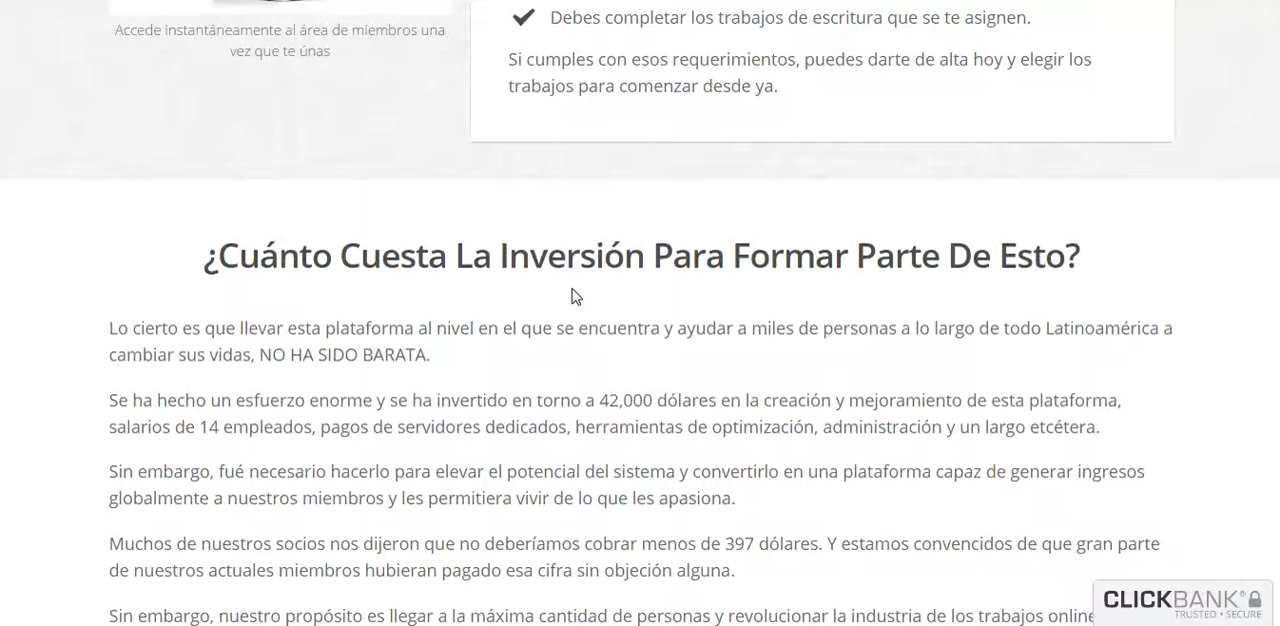 Accede instantáneamente al área de miembros una
vez que te únas
Debes completar los trabajos de escritura que se te asignen.
Si cumples con esos requerimientos, puedes darte de alta hoy y elegir los
trabajos para comenzar desde ya.
¿Cuánto Cuesta La Inversión Para Formar Parte De Esto?
Lo cierto es que llevar esta plataforma al nivel en el que se encuentra y ayudar a miles de personas a lo largo de todo Latinoamérica a
cambiar sus vidas, NO HA SIDO BARATA.
Se ha hecho un esfuerzo enorme y se ha invertido en torno a 42,000 dólares en la creación y mejoramiento de esta plataforma,
salarios de 14 empleados, pagos de servidores dedicados, herramientas de optimización, administración y un largo etcétera.
Sin embargo, fué necesario hacerlo para elevar el potencial del sistema y convertirlo en una plataforma capaz de generar ingresos
globalmente a nuestros miembros y les permitiera vivir de lo que les apasiona.
Muchos de nuestros socios nos dijeron que no deberíamos cobrar menos de 397 dólares. Y estamos convencidos de que gran parte
de nuestros actuales miembros hubieran pagado esa cifra sin objeción alguna.
Sin embargo, nuestro propósito es llegar a la máxima cantidad de personas y revolucionar la industria de los trabajos online
CLICKBANK®
TRUSTED • SECURE